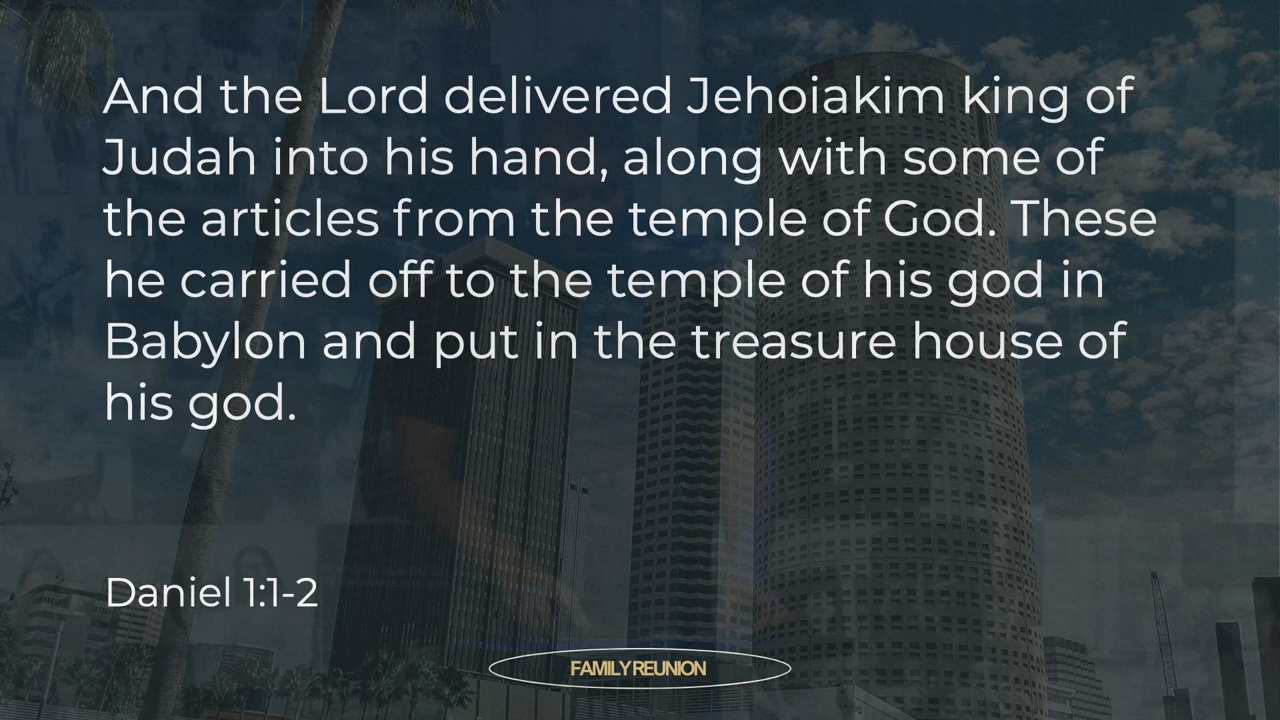 And the Lord delivered Jehoiakim king of
Judah into his hand, along with some of
the articles from the temple of God. These
he carried off to the temple of his god in
Babylon and put in the treasure house of
his god.
Daniel 1:1-2
FAMILY REUNION